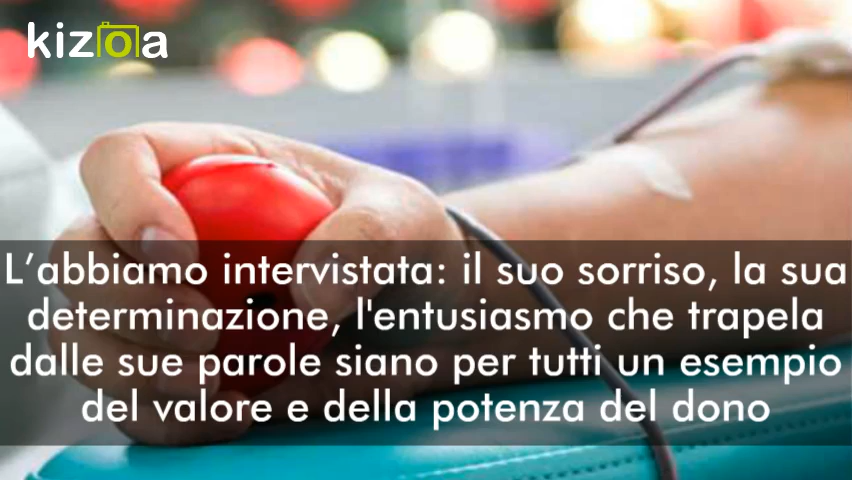 kizoa
L’abbiamo intervistata: il suo sorriso, la sua
determinazione, l'entusiasmo che trapela
dalle sue parole siano per tutti un esempio
del valore e della potenza del dono